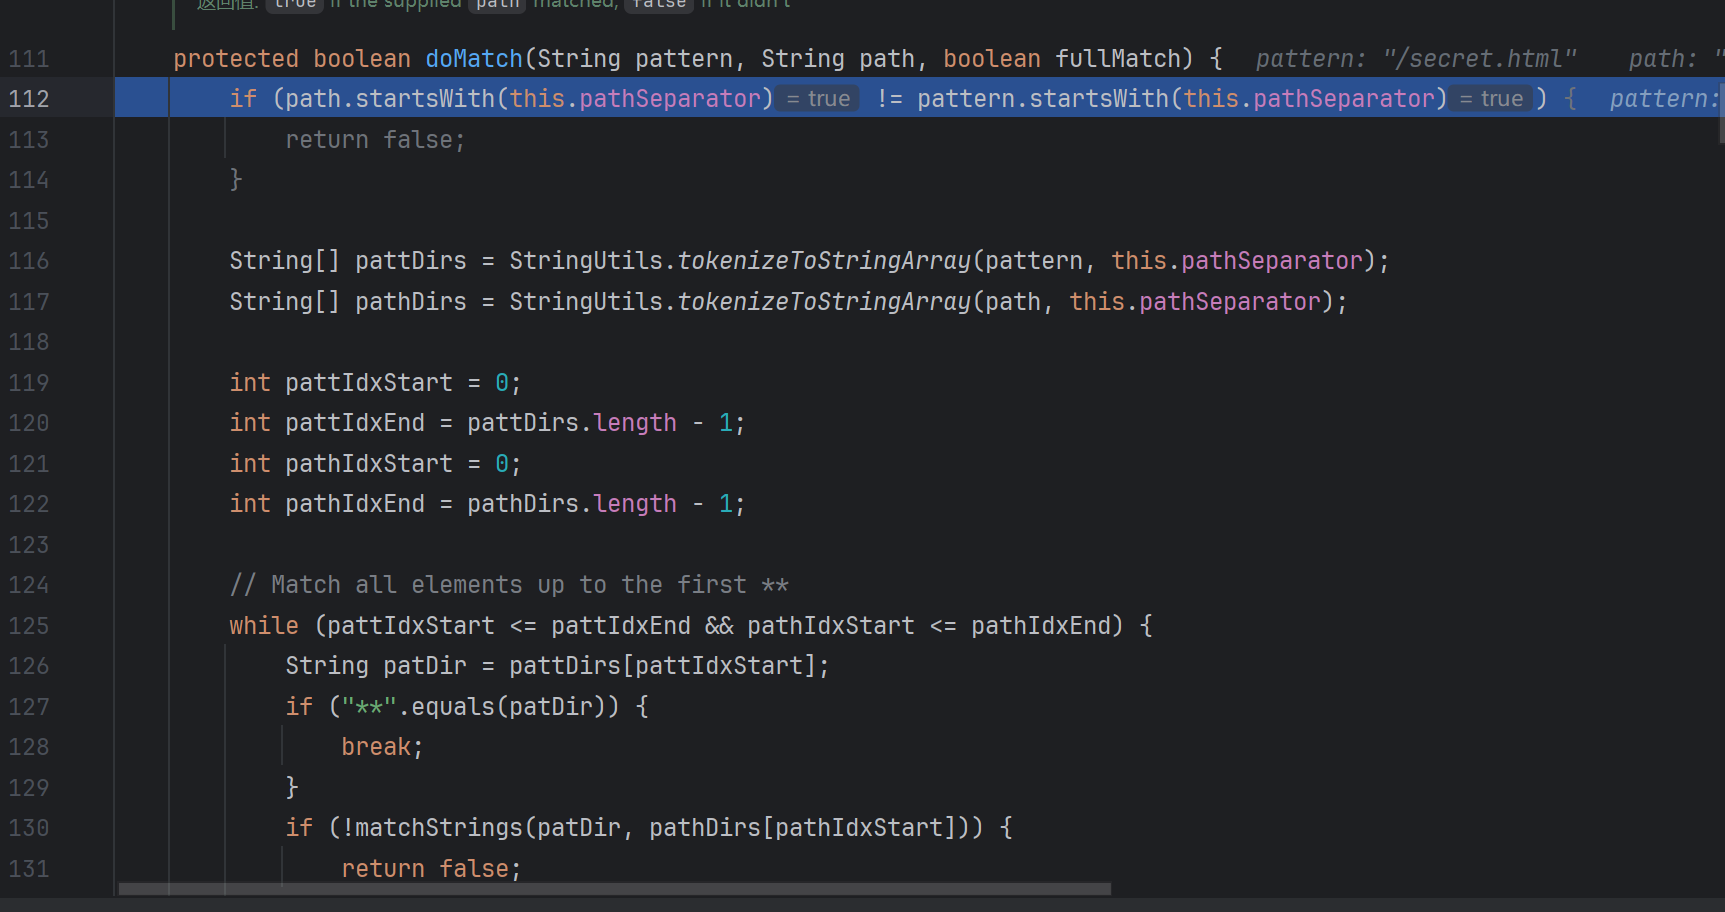 返回值: true if the supplied path matched, false if it didn't
111 protected boolean doMatch(String pattern, String path, boolean fullMatch) { pattern: "/secret.html" path: "
112 if (path.startsWith(this.pathSeparator) = true != pattern.startsWith(this.pathSeparator) = true ) { pattern:
113 return false;
114 }
115
116 String[] pattDirs = StringUtils.tokenizeToStringArray(pattern, this.pathSeparator);
117 String[] pathDirs = StringUtils.tokenizeToStringArray(path, this.pathSeparator);
118
119 int pattIdxStart = 0;
120 int pattIdxEnd = pattDirs.length - 1;
121 int pathIdxStart = 0;
122 int pathIdxEnd = pathDirs.length - 1;
123
124 // Match all elements up to the first **
125 while (pattIdxStart <= pattIdxEnd && pathIdxStart <= pathIdxEnd) {
126 String patDir = pattDirs[pattIdxStart];
127 if ("**".equals(patDir)) {
128 break;
129 }
130 if (!matchStrings(patDir, pathDirs[pathIdxStart])) {
131 return false;